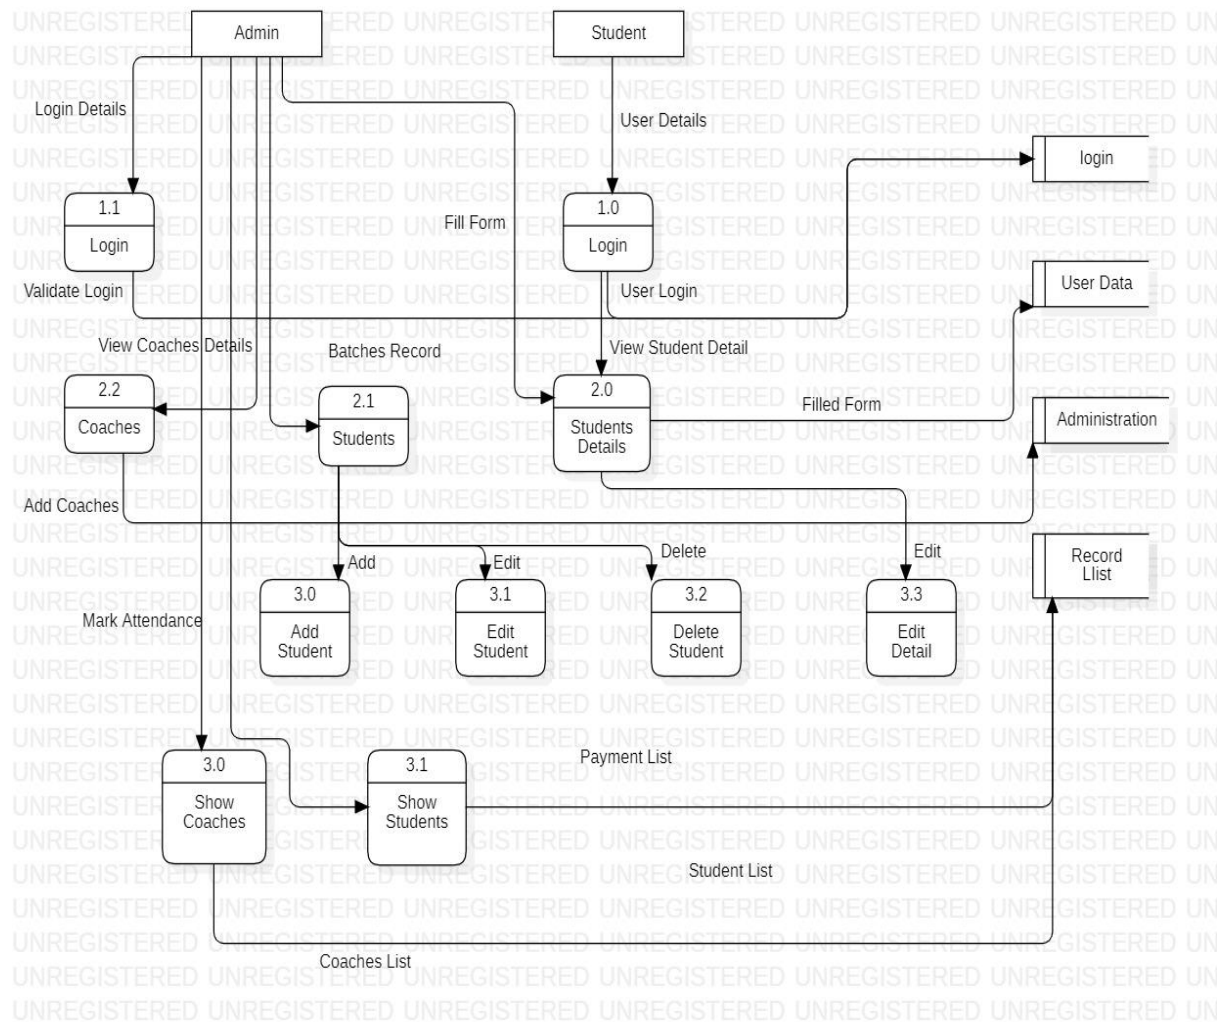 Admin
Student
Login Details
User Details
login
1.1
Login
Fill Form
1.0
Login
User Data
Validate Login
User Login
View Coaches Details
Batches Record
View Student Detail
2.2
Coaches
2.1
Students
2.0
Students
Details
Filled Form
Administration
Add Coaches
Add
Edit
Delete
Edit
Record
Llist
3.0
Add
Student
3.1
Edit
Student
3.2
Delete
Student
3.3
Edit
Detail
Mark Attendance
3.0
Show
Coaches
3.1
Show
Students
Payment List
Student List
Coaches List
UNREGISTERED